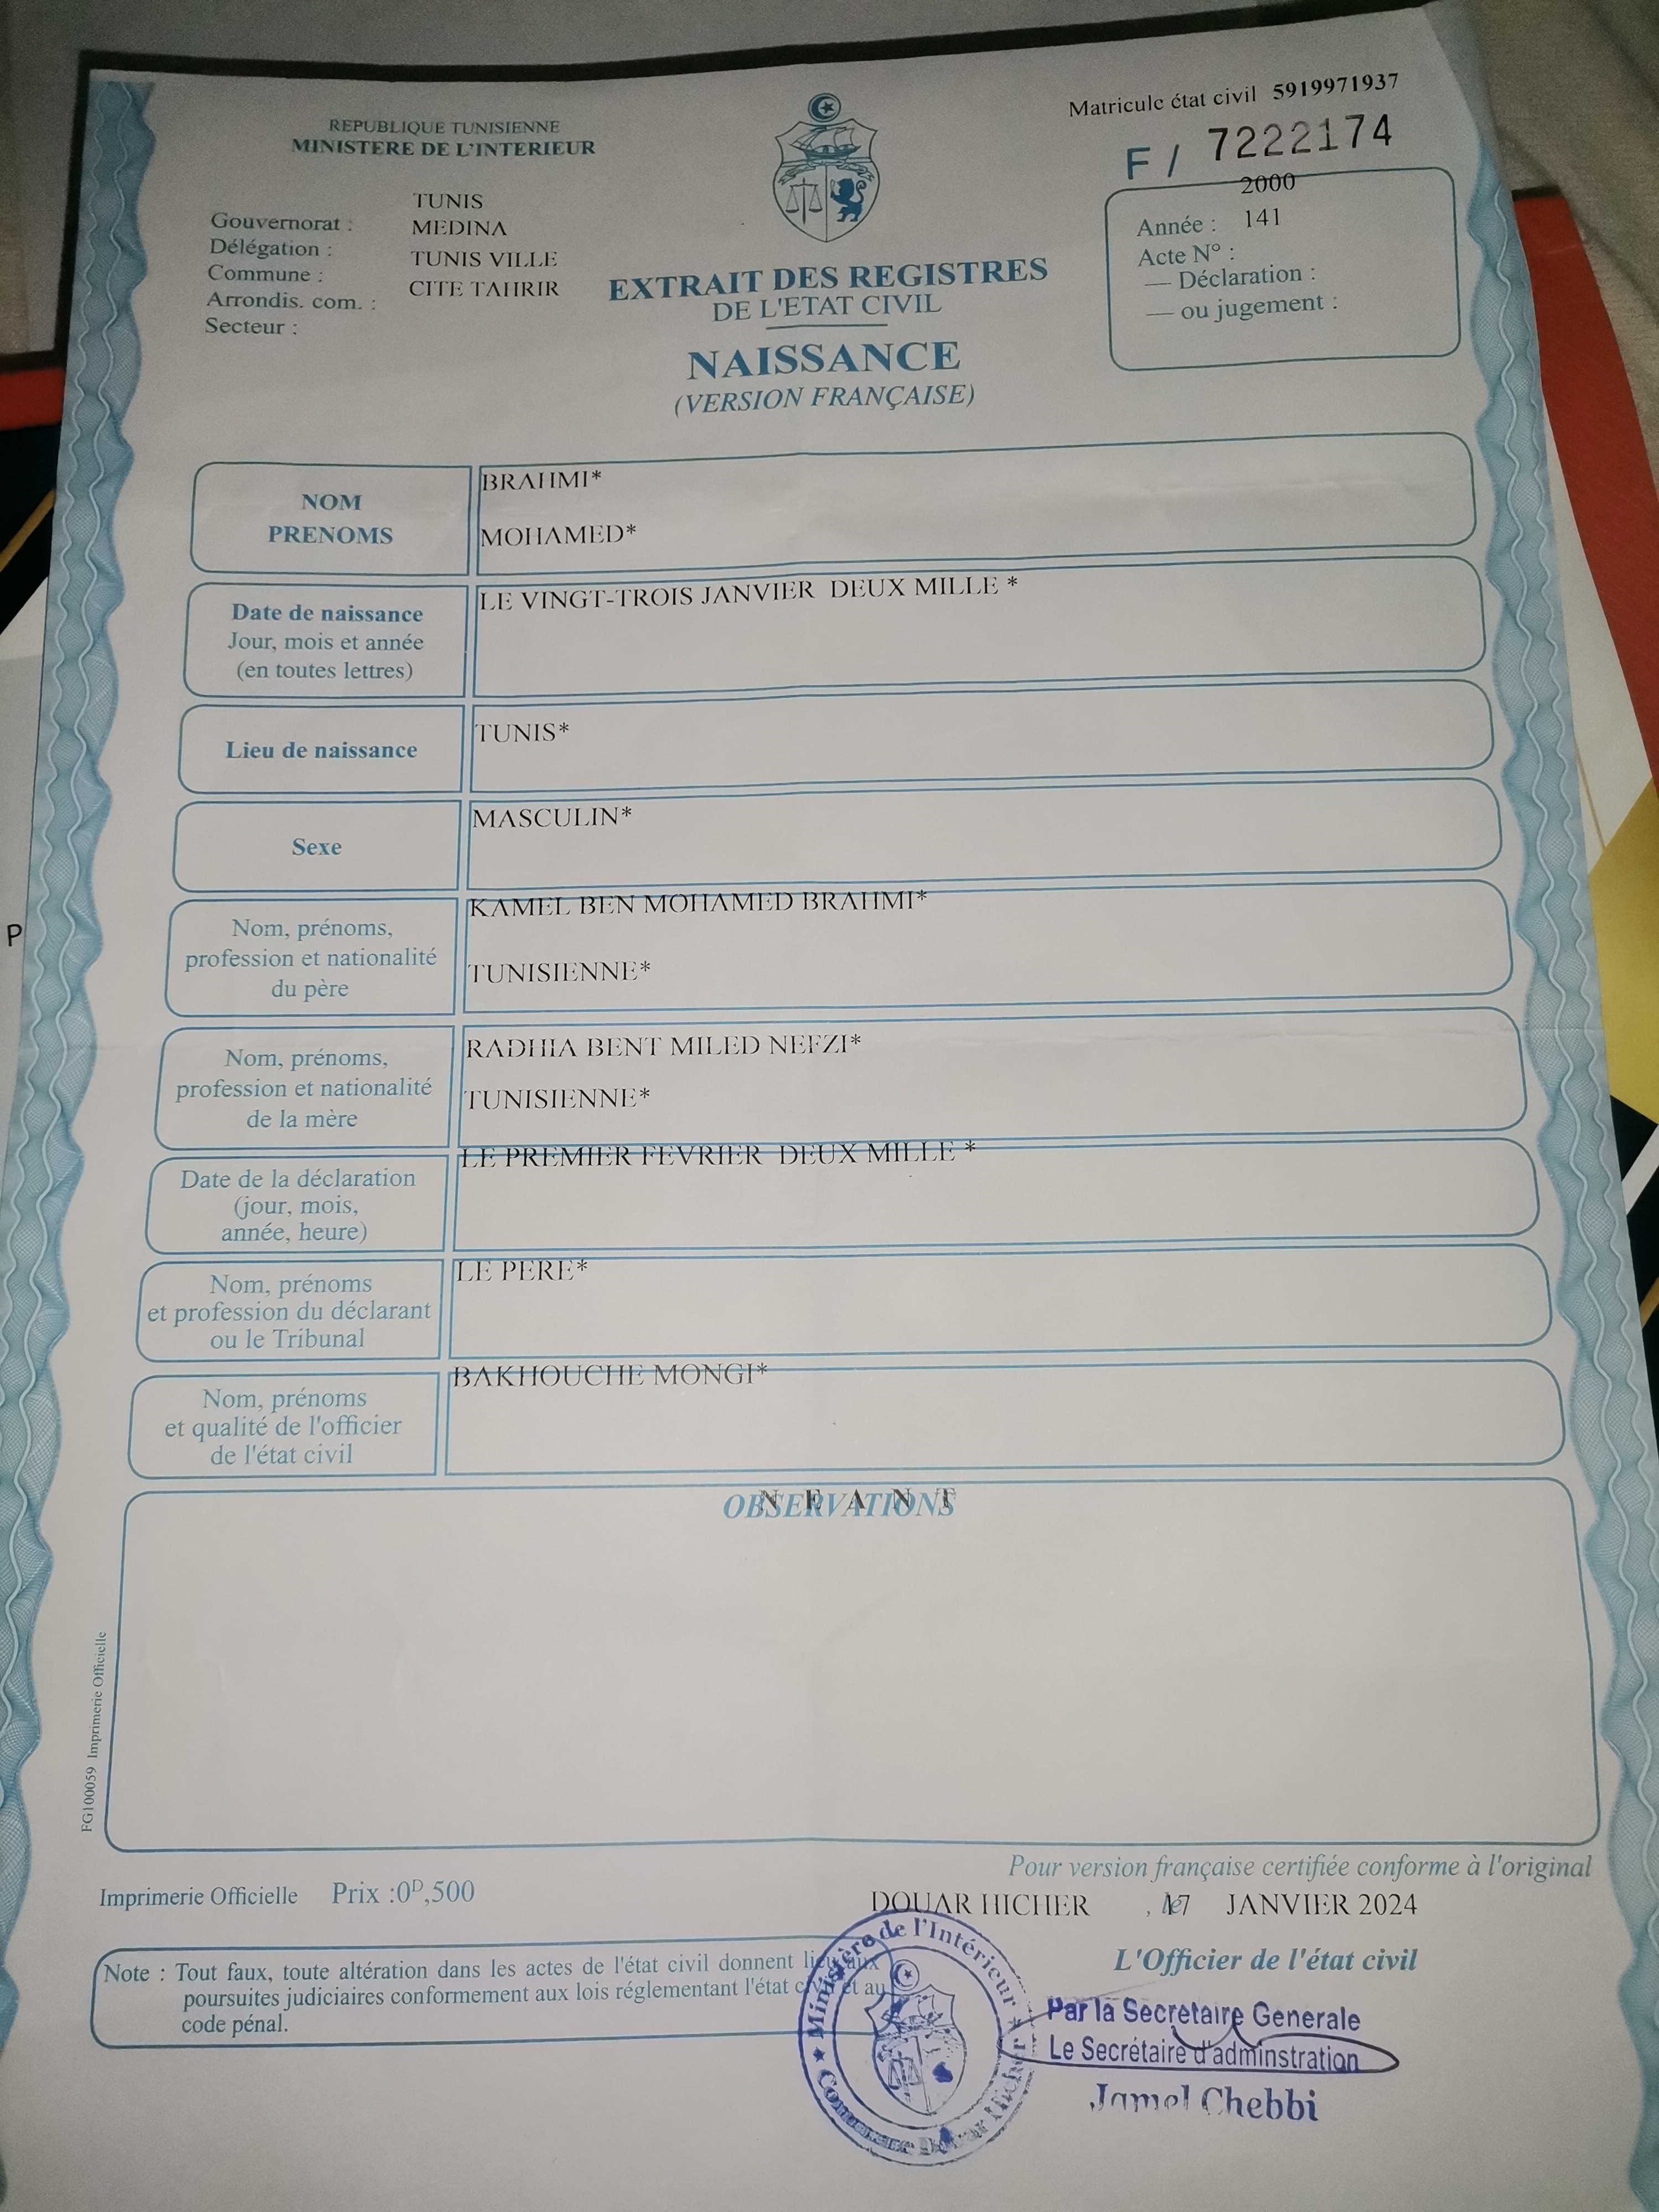 Matricule état civil 5919971937
REPUBLIQUE TUNISIENNE
MINISTERE DE L'INTERIEUR
F / 7222174
2000
Année :
141
Acte N° :
— Déclaration :
— ou jugement :
TUNIS
Gouvernorat :
MEDINA
Délégation :
TUNIS VILLE
Commune :
CITE TAHRIR
Arrondis. com. :
Secteur :
EXTRAIT DES REGISTRES
DE L'ETAT CIVIL
NAISSANCE
(VERSION FRANÇAISE)
NOM
PRENOMS
BRAHMI*
MOHAMED*
Date de naissance
Jour, mois et année
(en toutes lettres)
LE VINGT-TROIS JANVIER DEUX MILLE *
Lieu de naissance
TUNIS*
Sexe
MASCULIN*
Nom, prénoms,
profession et nationalité
du père
KAMEL BEN MOHAMED BRAHMI*
TUNISIENNE*
Nom, prénoms,
profession et nationalité
de la mère
RADHIA BENT MILED NEFZI*
TUNISIENNE*
Date de la déclaration
(jour, mois,
année, heure)
LE PREMIER FEVRIER DEUX MILLE *
Nom, prénoms
et profession du déclarant
ou le Tribunal
LE PERE*
Nom, prénoms
et qualité de l'officier
de l'état civil
BAKHOUCHE MONGI*
OBSERVATIONS
N E A N T
FG100059 Imprimerie Officielle
Pour version française certifiée conforme à l'original
Imprimerie Officielle Prix :0D,500
DOUAR HICHER , le 17 JANVIER 2024
L'Officier de l'état civil
Note : Tout faux, toute altération dans les actes de l'état civil donnent lieu aux
poursuites judiciaires conformement aux lois réglementant l'état civil et au
code pénal.
★ Ministère de l'Intérieur ★
Commune Douar Hicher
Par la Secretaire Generale
Le Secrétaire d'adminstration
Jamel Chebbi
P